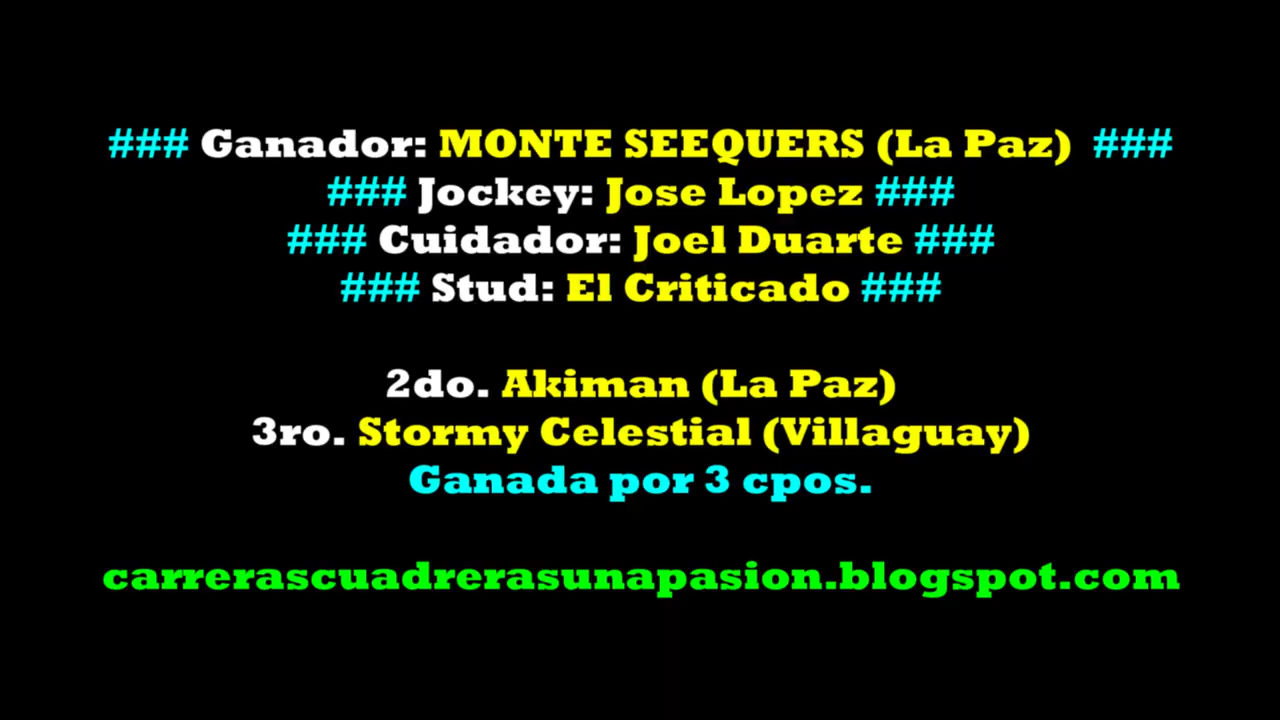 ### Ganador: MONTE SEEQUERS (La Paz) ###
### Jockey: Jose Lopez ###
### Cuidador: Joel Duarte ###
### Stud: El Criticado ###
2do. Akiman (La Paz)
3ro. Stormy Celestial (Villaguay)
Ganada por 3 cpos.
carrerascuadrerasunapasion.blogspot.com